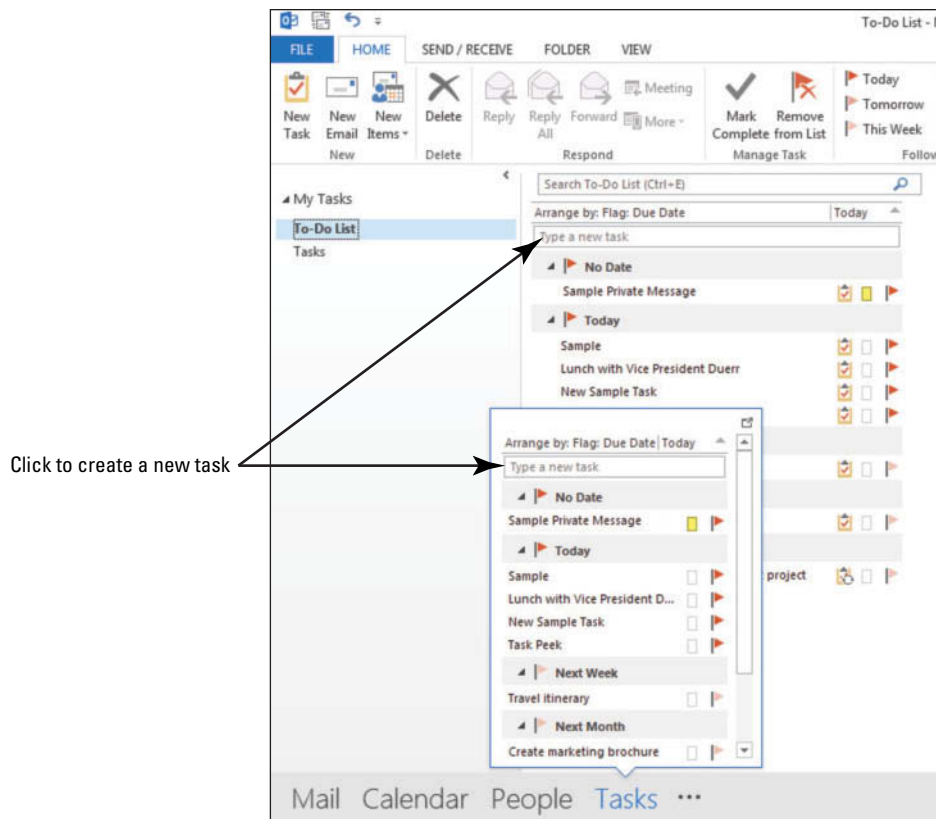 To-Do List -
FILE HOME SEND / RECEIVE FOLDER VIEW
New Task
New Email
New Items
Delete
Reply
Reply All
Forward
Meeting
More
Mark Complete
Remove from List
Today
Tomorrow
This Week
New
Delete
Respond
Manage Task
Follow
My Tasks
To-Do List
Tasks
Search To-Do List (Ctrl+E)
Arrange by: Flag: Due Date Today
Type a new task
No Date
Sample Private Message
Today
Sample
Lunch with Vice President Duerr
New Sample Task
project
Click to create a new task
Arrange by: Flag: Due Date Today
Type a new task
No Date
Sample Private Message
Today
Sample
Lunch with Vice President D...
New Sample Task
Task Peek
Next Week
Travel itinerary
Next Month
Create marketing brochure
Mail Calendar People Tasks ...